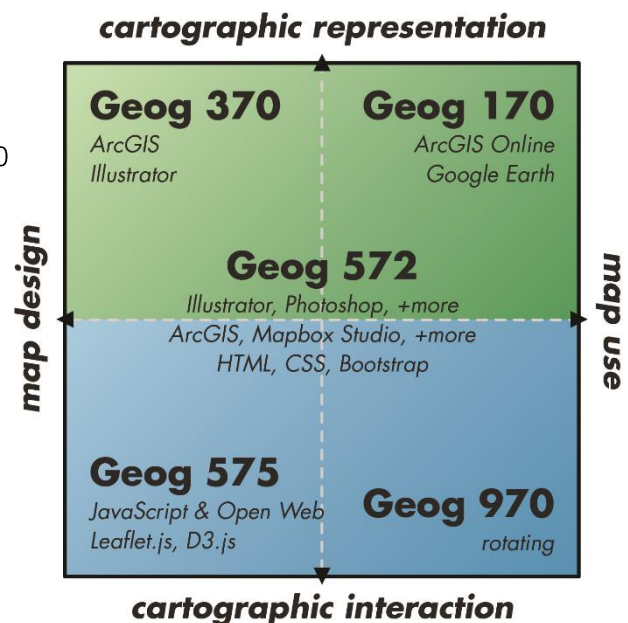 cartographic representation
Geog 370
ArcGIS
Illustrator
Geog 170
ArcGIS Online
Google Earth
0
map design
map use
Geog 572
Illustrator, Photoshop, +more
ArcGIS, Mapbox Studio, +more
HTML, CSS, Bootstrap
Geog 575
JavaScript & Open Web
Leaflet.js, D3.js
Geog 970
rotating
cartographic interaction